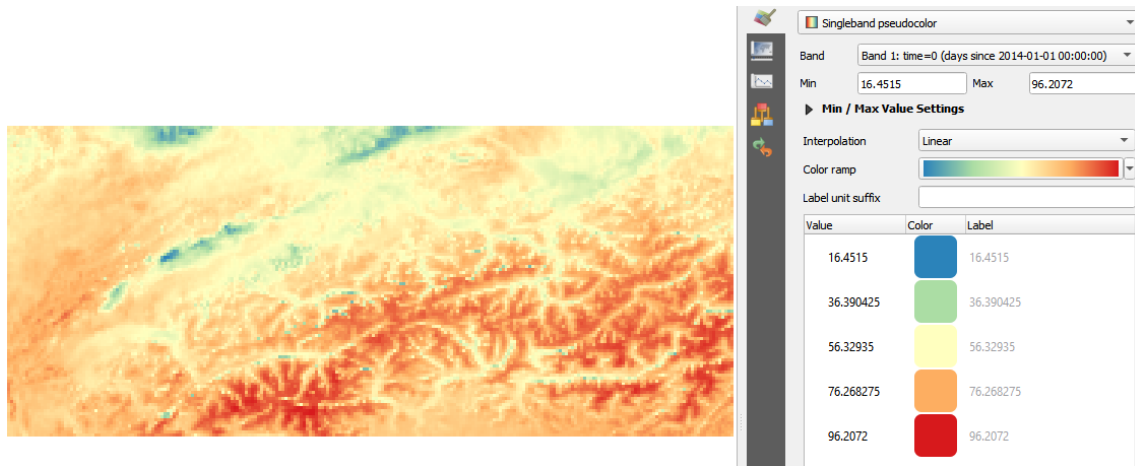 Singleband pseudocolor
Band Band 1: time=0 (days since 2014-01-01 00:00:00)
Min 16.4515 Max 96.2072
Min / Max Value Settings
Interpolation Linear
Color ramp
Label unit suffix
Value Color Label
16.4515 16.4515
36.390425 36.390425
56.32935 56.32935
76.268275 76.268275
96.2072 96.2072